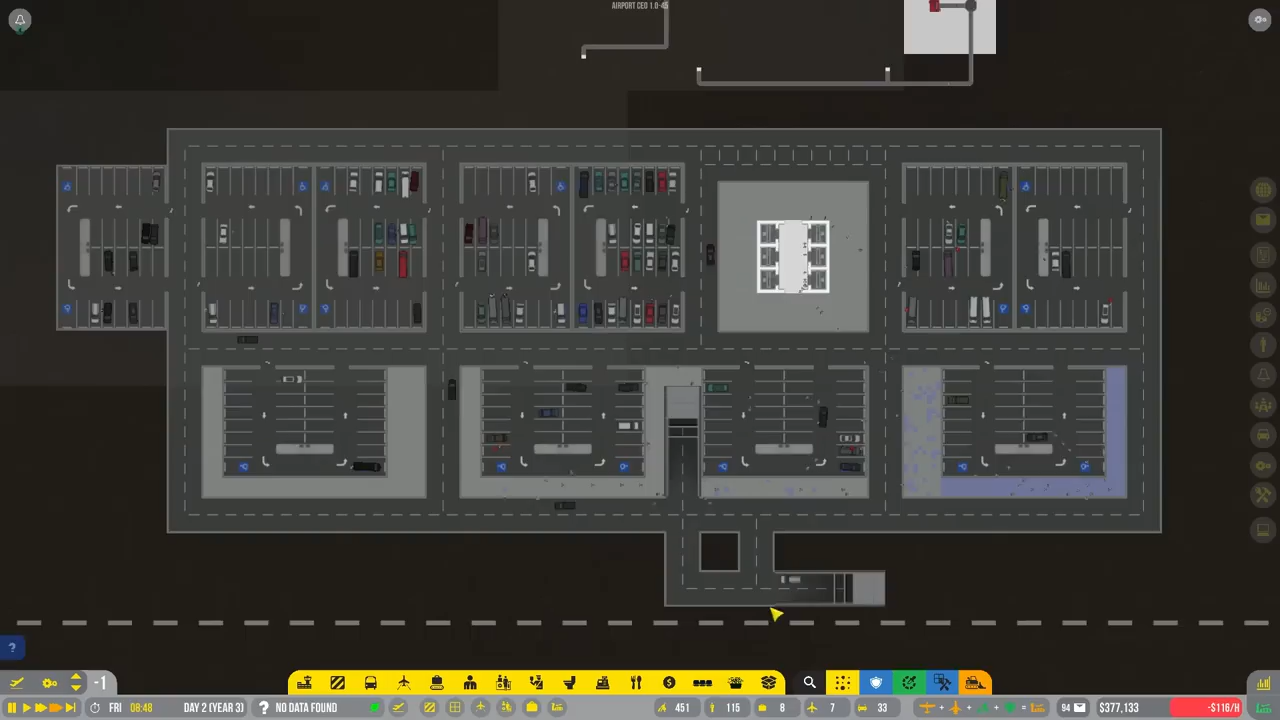 AIRPORT CEO 1.0-45
?
-1
FRI 08:48 DAY 2 (YEAR 3) ? NO DATA FOUND 451 115 8 7 33 + + + = 94 $377,133 -$116/H